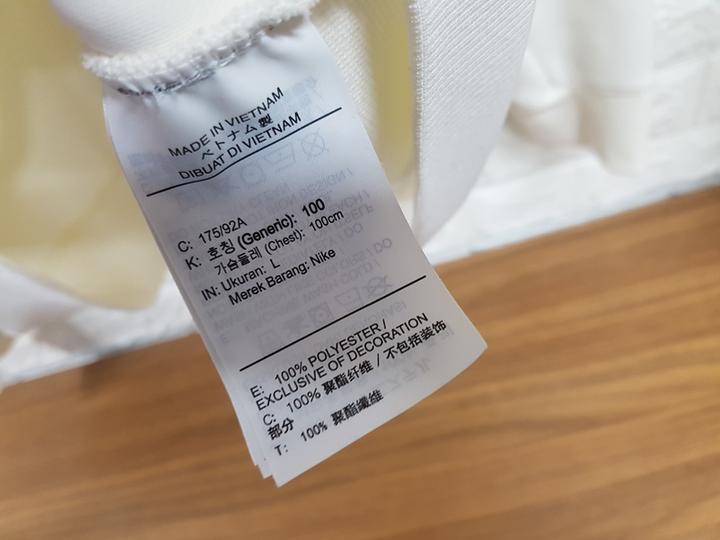 MADE IN VIETNAM
ベトナム製
DIBUAT DI VIETNAM
C: 175/92A
K: 호칭 (Generic): 100
가슴둘레 (Chest): 100cm
IN: Ukuran: L
Merek Barang: Nike
E: 100% POLYESTER /
EXCLUSIVE OF DECORATION
C: 100% 聚酯纤维 / 不包括装饰
部分
T: 100% 聚酯纖維